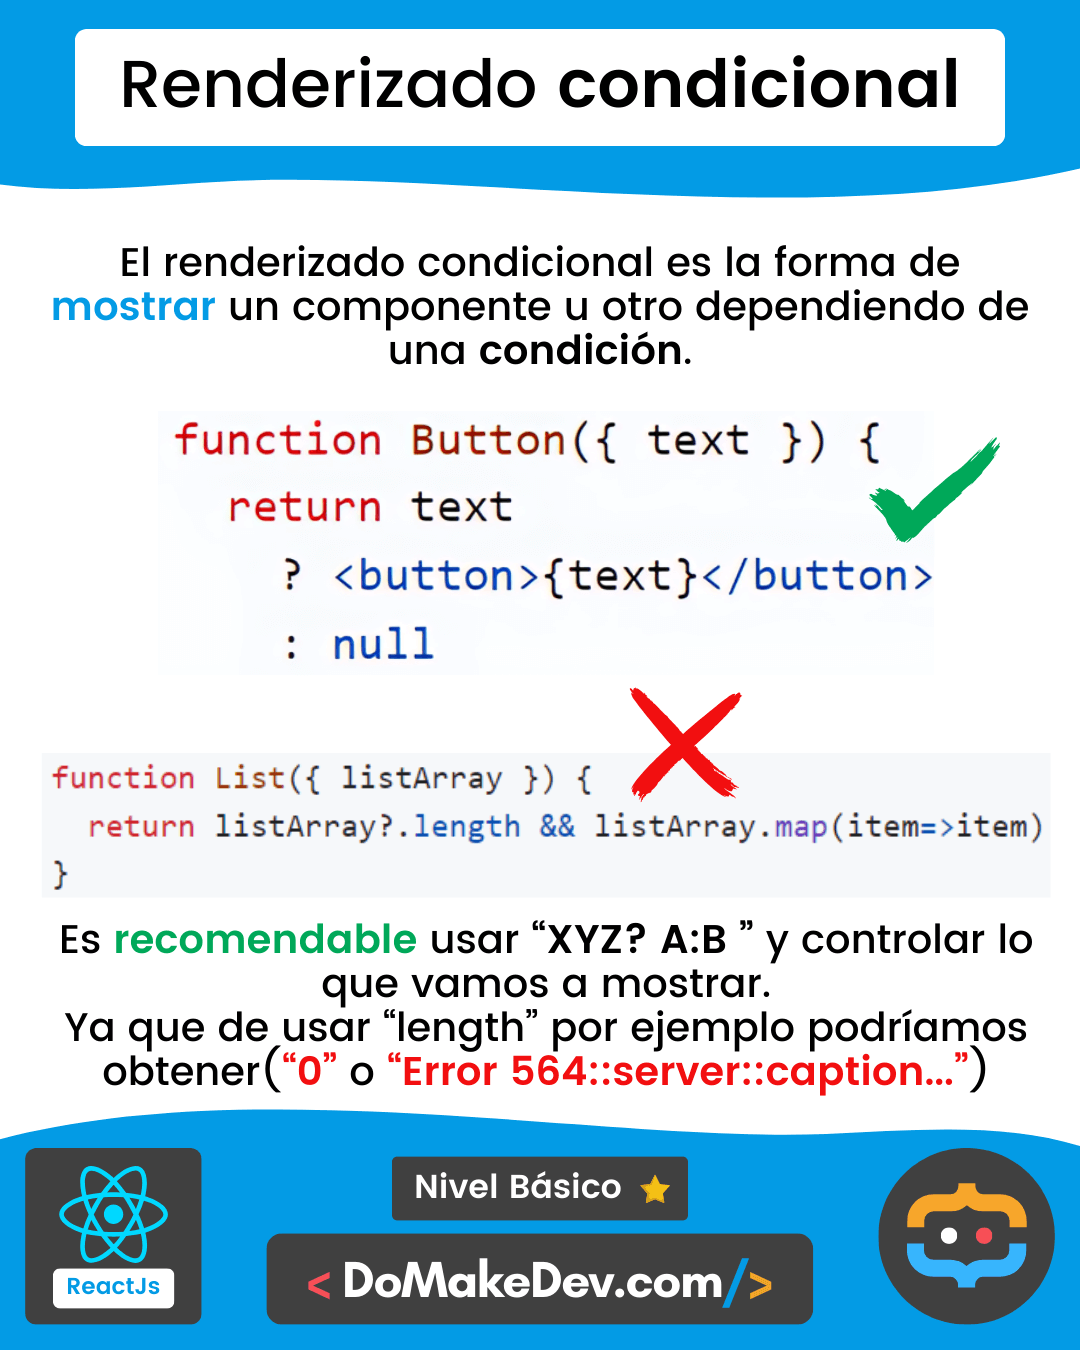 Renderizado condicional
El renderizado condicional es la forma de
mostrar un componente u otro dependiendo de
una condición.
function Button({ text }) {
return text
? <button>{text}</button>
: null
function List({ listArray }) {
return listArray?.length && listArray.map(item=>item)
}
Es recomendable usar “XYZ? A:B ” y controlar lo
que vamos a mostrar.
Ya que de usar “length” por ejemplo podríamos
obtener(“0” o “Error 564::server::caption...”)
Nivel Básico
ReactJs
< DoMakeDev.com/>